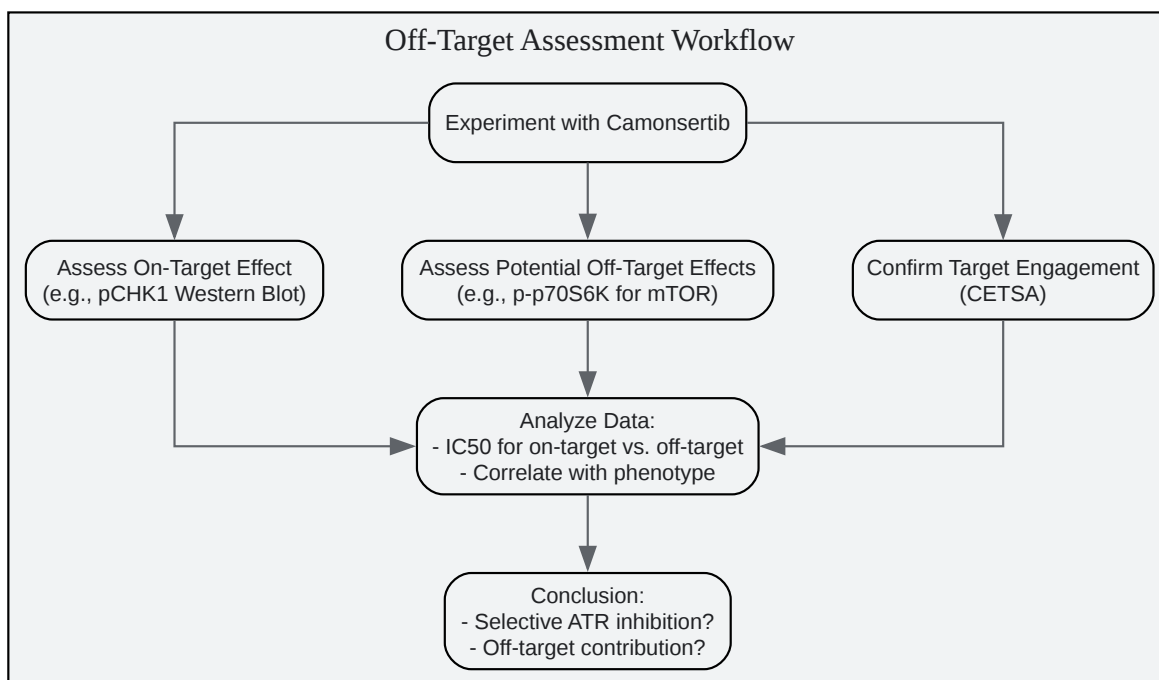 Off-Target Assessment Workflow
Experiment with Camonsertib
Assess On-Target Effect
(e.g., pCHK1 Western Blot)
Assess Potential Off-Target Effects
(e.g., p-p70S6K for mTOR)
Confirm Target Engagement
(CETSA)
Analyze Data:
- IC50 for on-target vs. off-target
- Correlate with phenotype
Conclusion:
- Selective ATR inhibition?
- Off-target contribution?